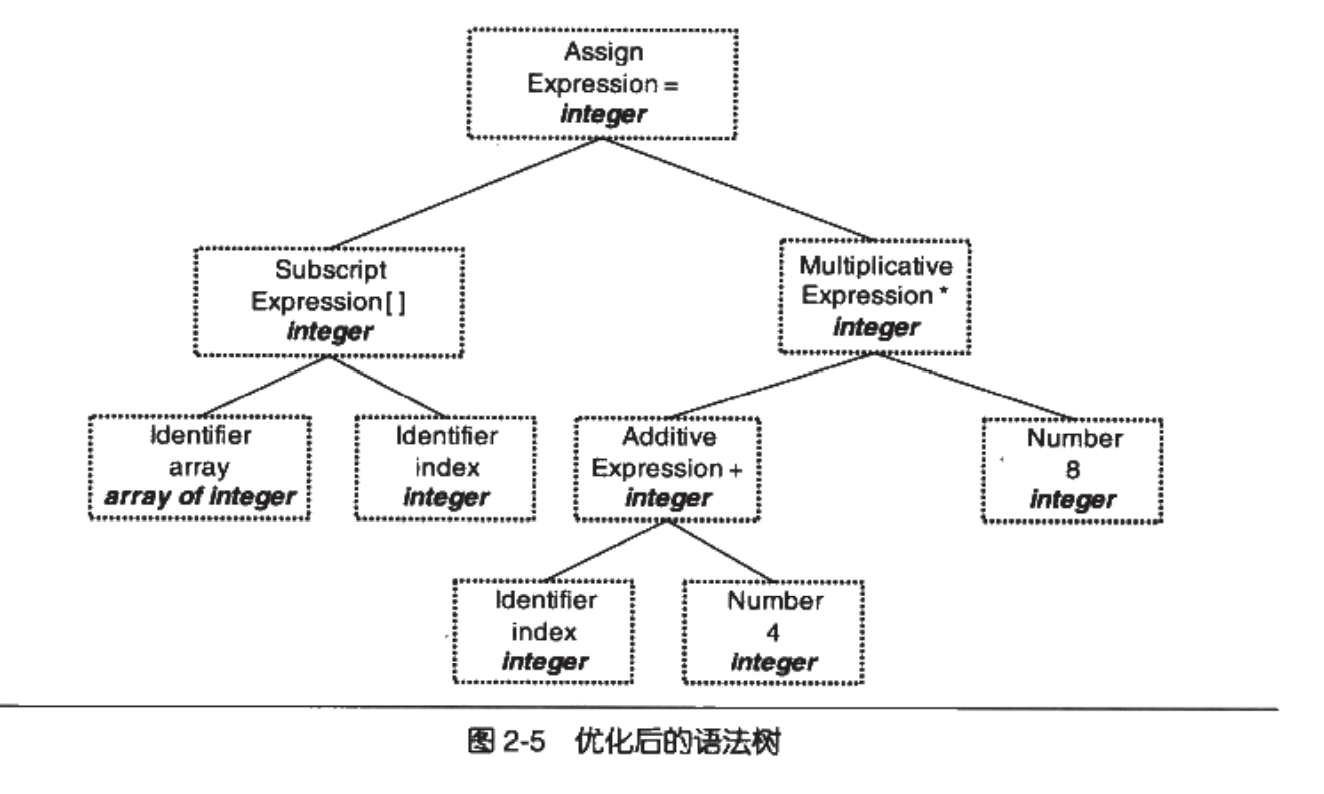 Assign
Expression =
integer
Subscript
Expression [ ]
integer
Multiplicative
Expression *
integer
Identifier
array
array of integer
Identifier
index
integer
Additive
Expression +
integer
Number
8
integer
Identifier
index
integer
Number
4
integer
图 2-5 优化后的语法树